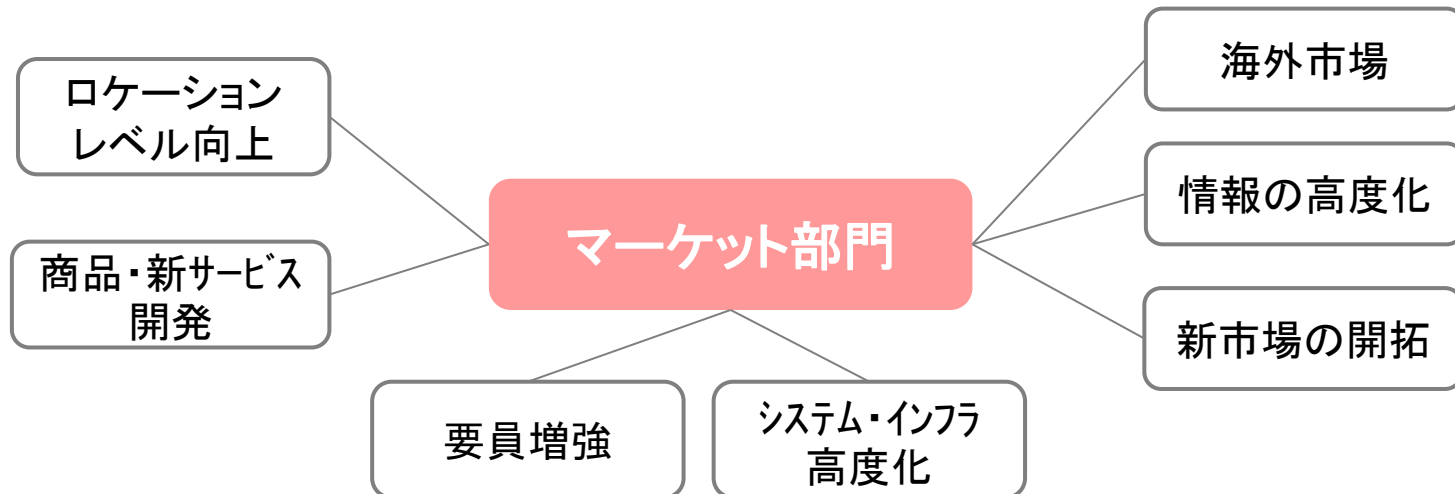 ロケーション
レベル向上
商品・新サービス
開発
マーケット部門
要員増強
システム・インフラ
高度化
海外市場
情報の高度化
新市場の開拓